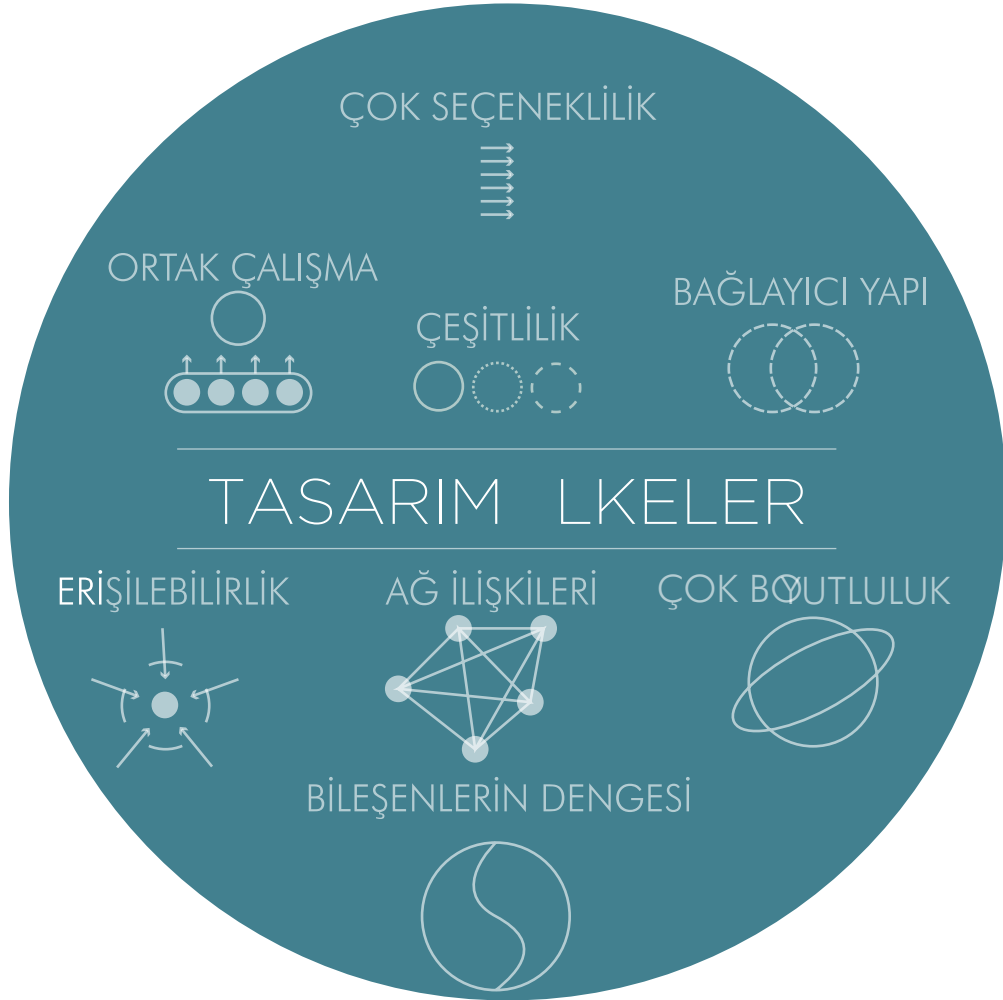 ÇOK SEÇENEKLİLİK
ORTAK ÇALIŞMA
ÇEŞİTLİLİK
BAĞLAYICI YAPI
TASARIM LKELER
ERİŞİLEBİLİRLİK
AĞ İLİŞKİLERİ
ÇOK BOYUTLULUK
BİLEŞENLERİN DENGESİ